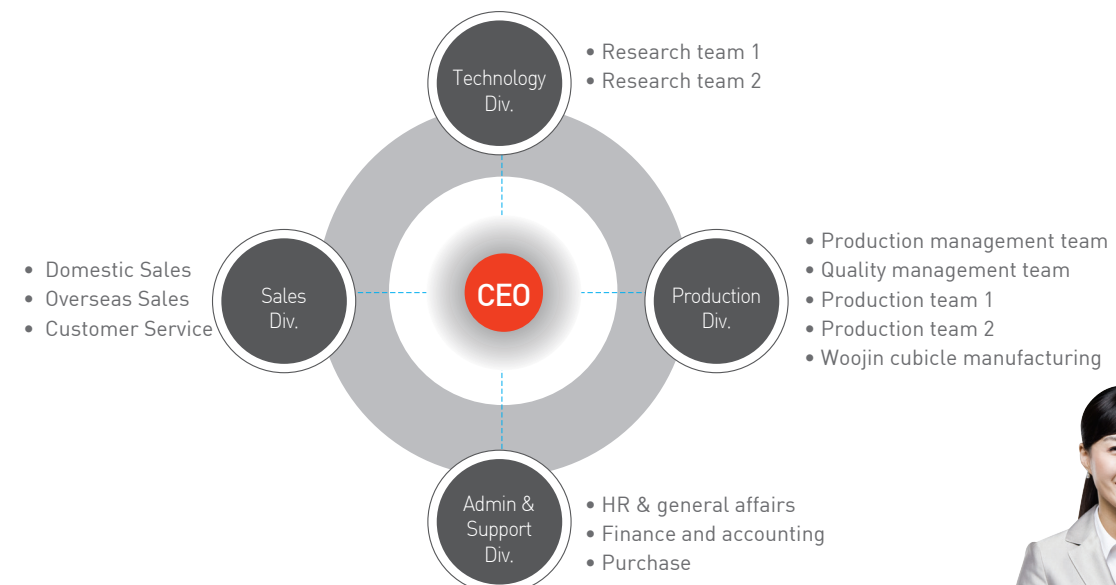 Technology
Div.
• Research team 1
• Research team 2
• Domestic Sales
• Overseas Sales
• Customer Service
Sales
Div.
CEO
Production
Div.
• Production management team
• Quality management team
• Production team 1
• Production team 2
• Woojin cubicle manufacturing
Admin &
Support
Div.
• HR & general affairs
• Finance and accounting
• Purchase